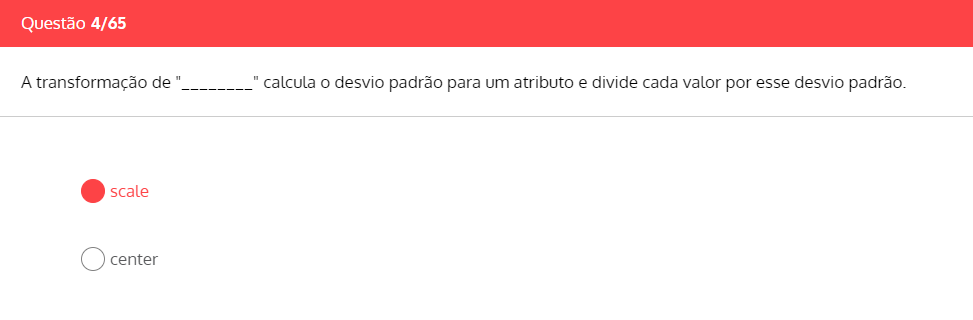 Questão 4/65
A transformação de "________" calcula o desvio padrão para um atributo e divide cada valor por esse desvio padrão.
scale
center